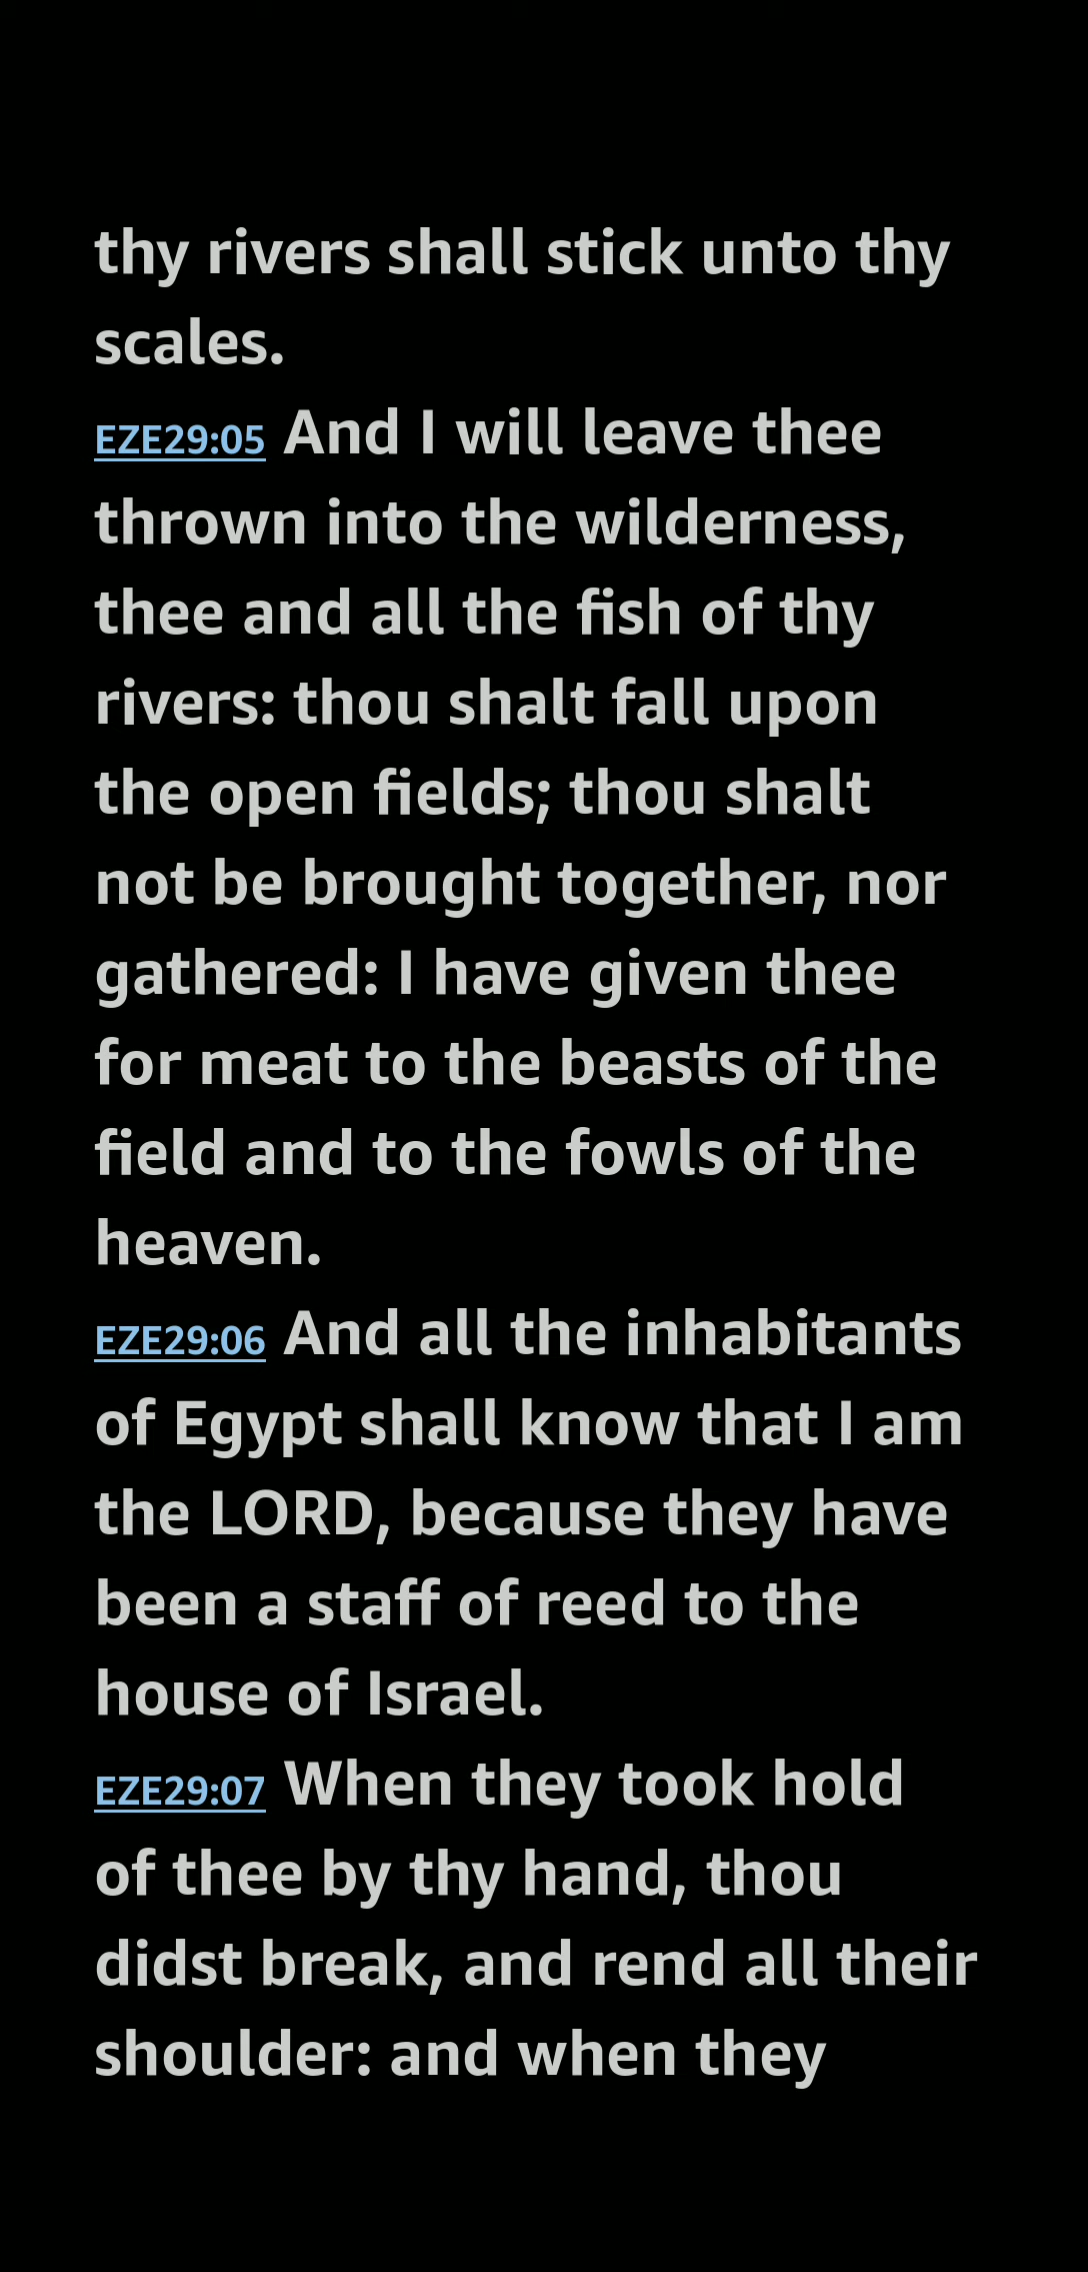 thy rivers shall stick unto thy
scales.
EZE29:05 And I will leave thee
thrown into the wilderness,
thee and all the fish of thy
rivers: thou shalt fall upon
the open fields; thou shalt
not be brought together, nor
gathered: I have given thee
for meat to the beasts of the
field and to the fowls of the
heaven.
EZE29:06 And all the inhabitants
of Egypt shall know that I am
the LORD, because they have
been a staff of reed to the
house of Israel.
EZE29:07 When they took hold
of thee by thy hand, thou
didst break, and rend all their
shoulder: and when they